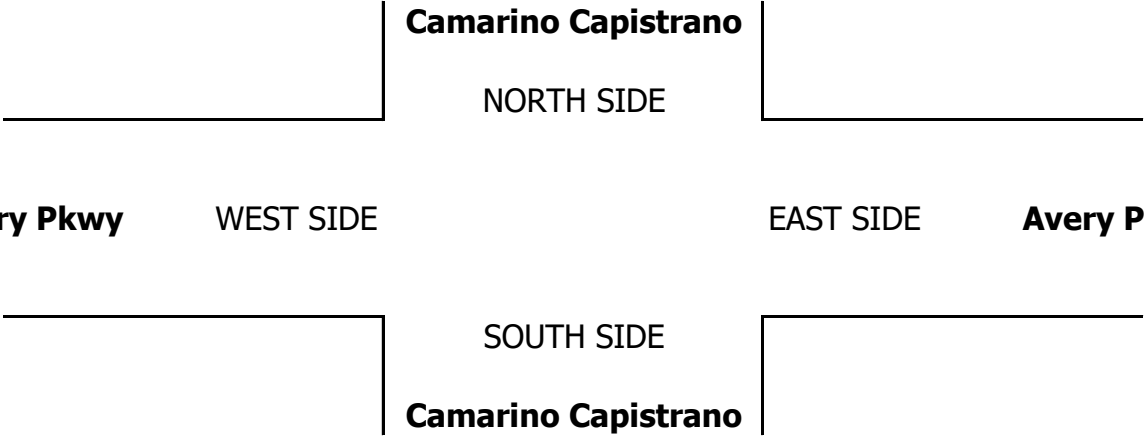 Camarino Capistrano
NORTH SIDE
ry Pkwy WEST SIDE EAST SIDE Avery P
SOUTH SIDE
Camarino Capistrano